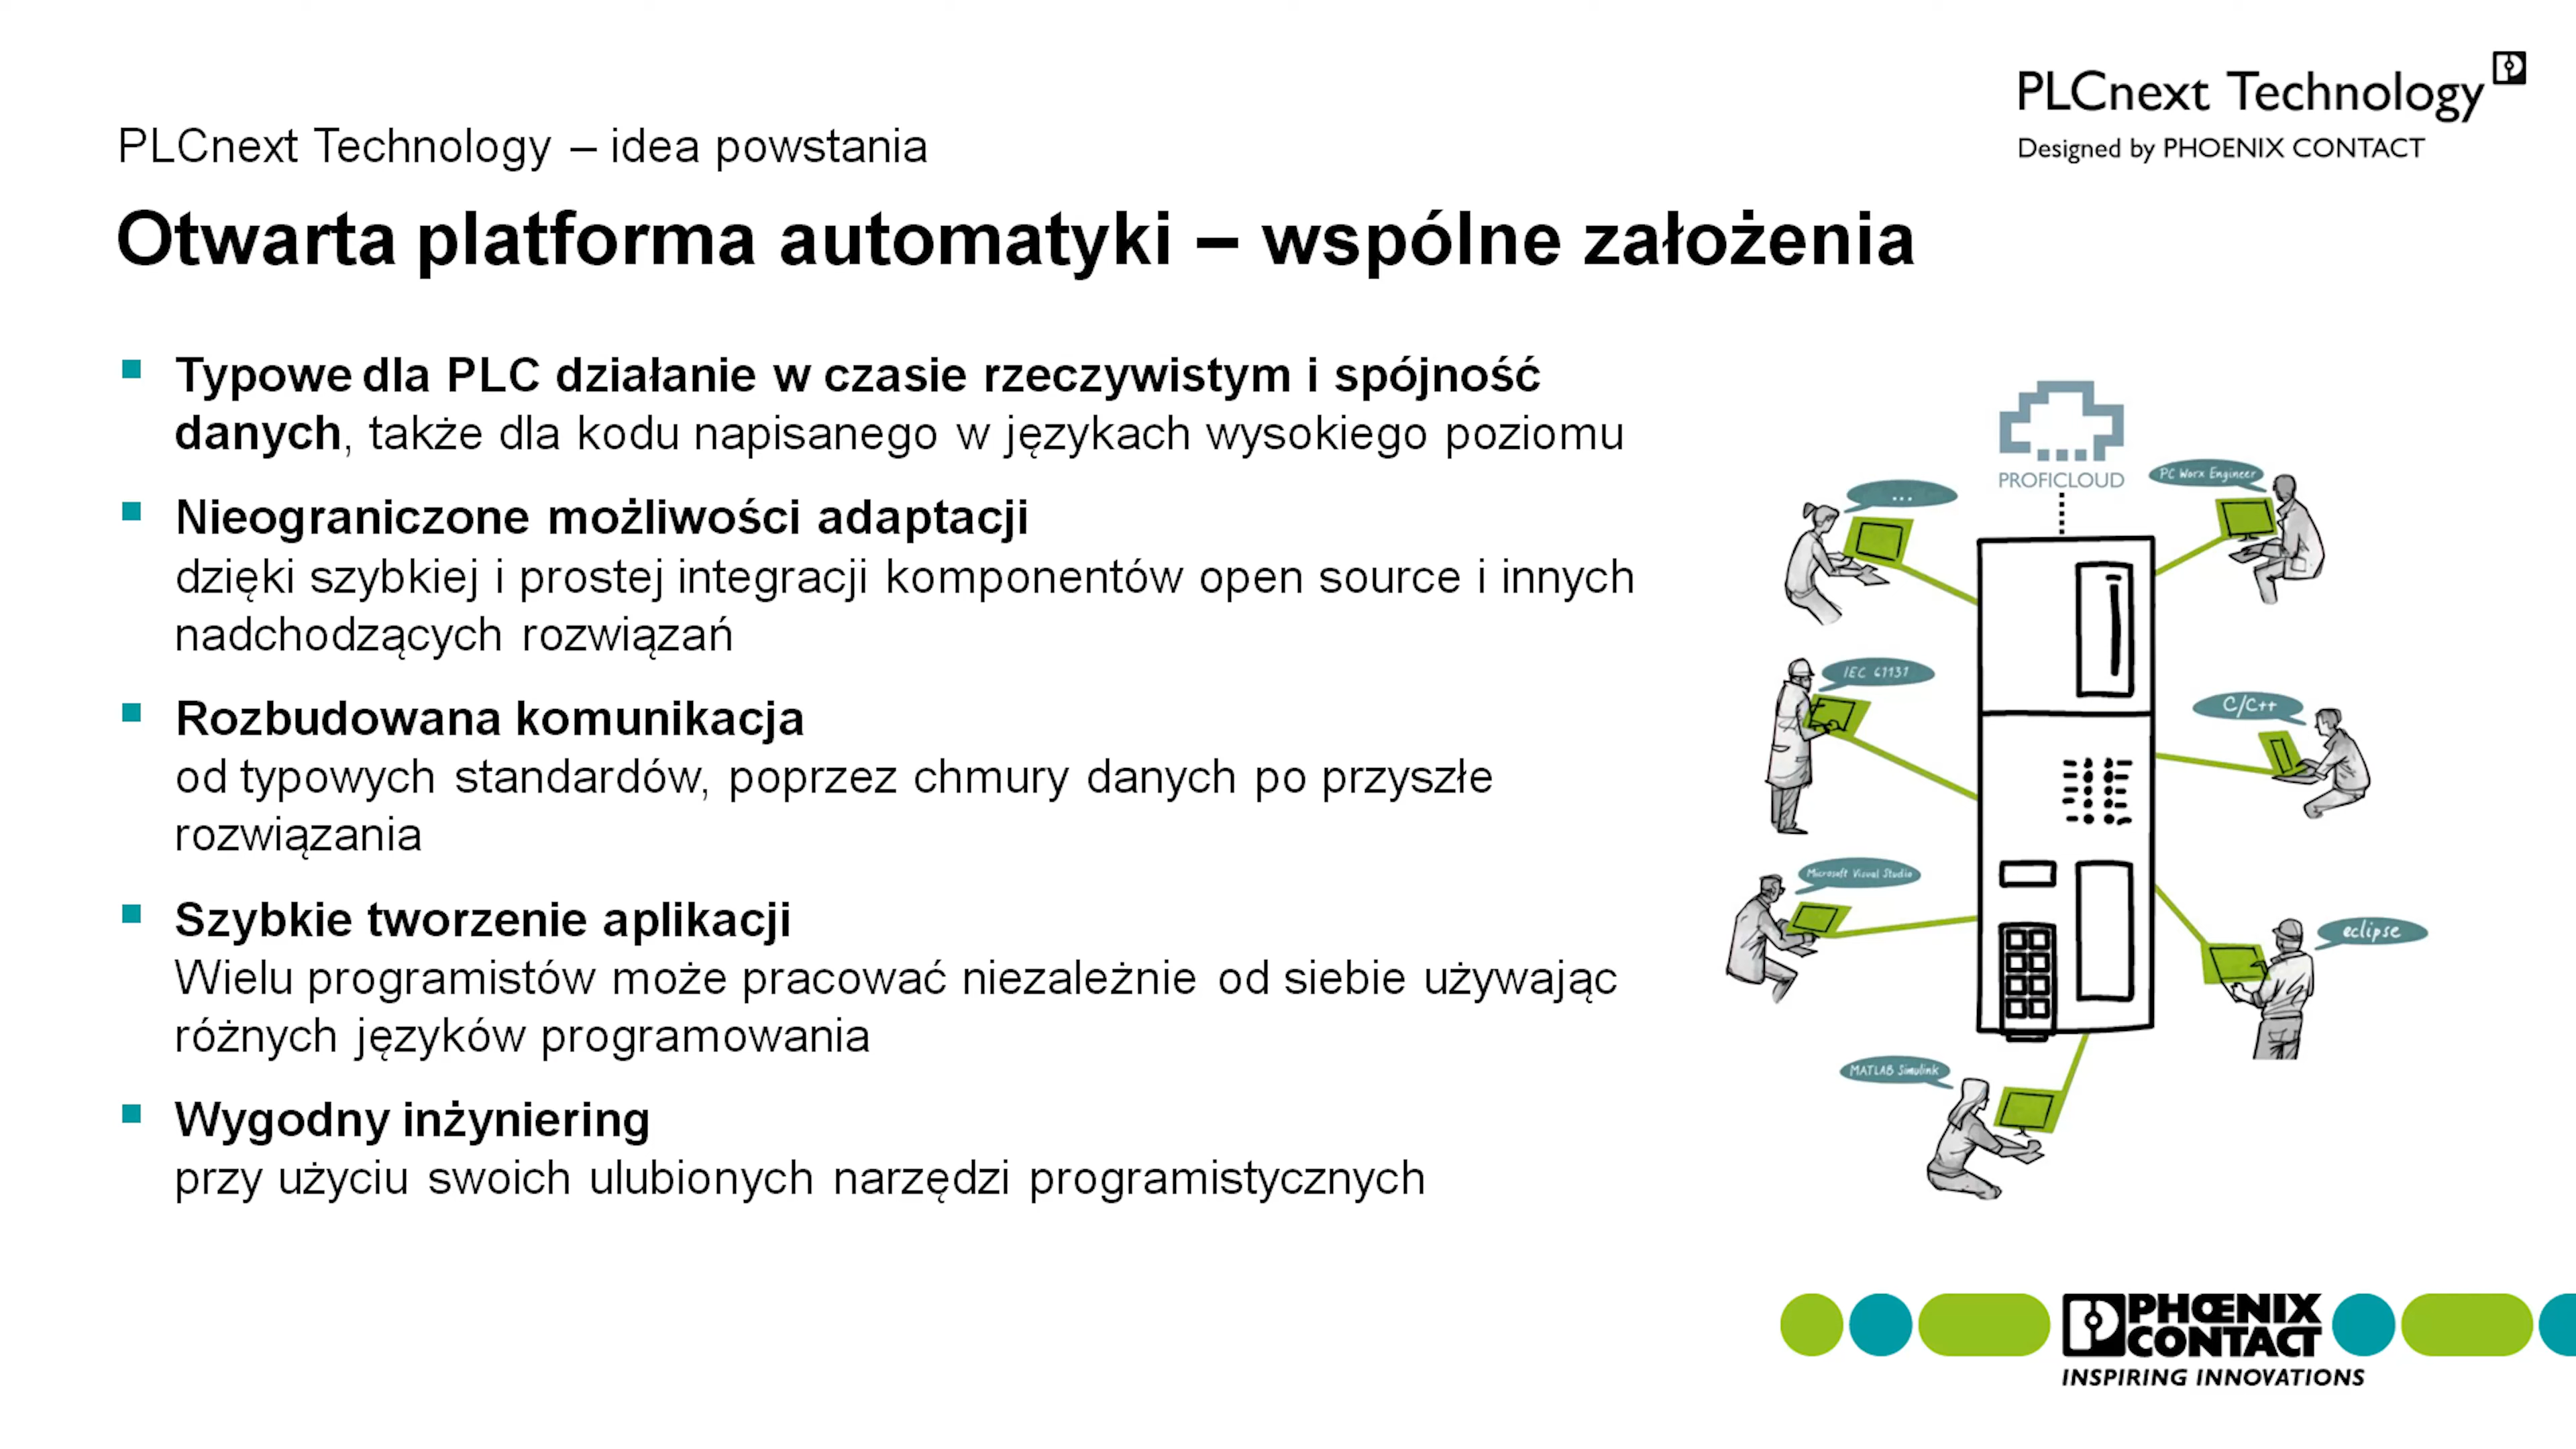 PLCnext Technology
Designed by PHOENIX CONTACT
PLCnext Technology – idea powstania
Otwarta platforma automatyki – wspólne założenia
Typowe dla PLC działanie w czasie rzeczywistym i spójność
danych, także dla kodu napisanego w językach wysokiego poziomu
Nieograniczone możliwości adaptacji
dzięki szybkiej i prostej integracji komponentów open source i innych
nadchodzących rozwiązań
Rozbudowana komunikacja
od typowych standardów, poprzez chmury danych po przyszłe
rozwiązania
Szybkie tworzenie aplikacji
Wielu programistów może pracować niezależnie od siebie używając
różnych języków programowania
Wygodny inżyniering
przy użyciu swoich ulubionych narzędzi programistycznych
PROFICLOUD
PC Worx Engineer
...
IEC 61131
C/C++
Microsoft Visual Studio
eclipse
MATLAB Simulink
PHŒNIX
CONTACT
INSPIRING INNOVATIONS